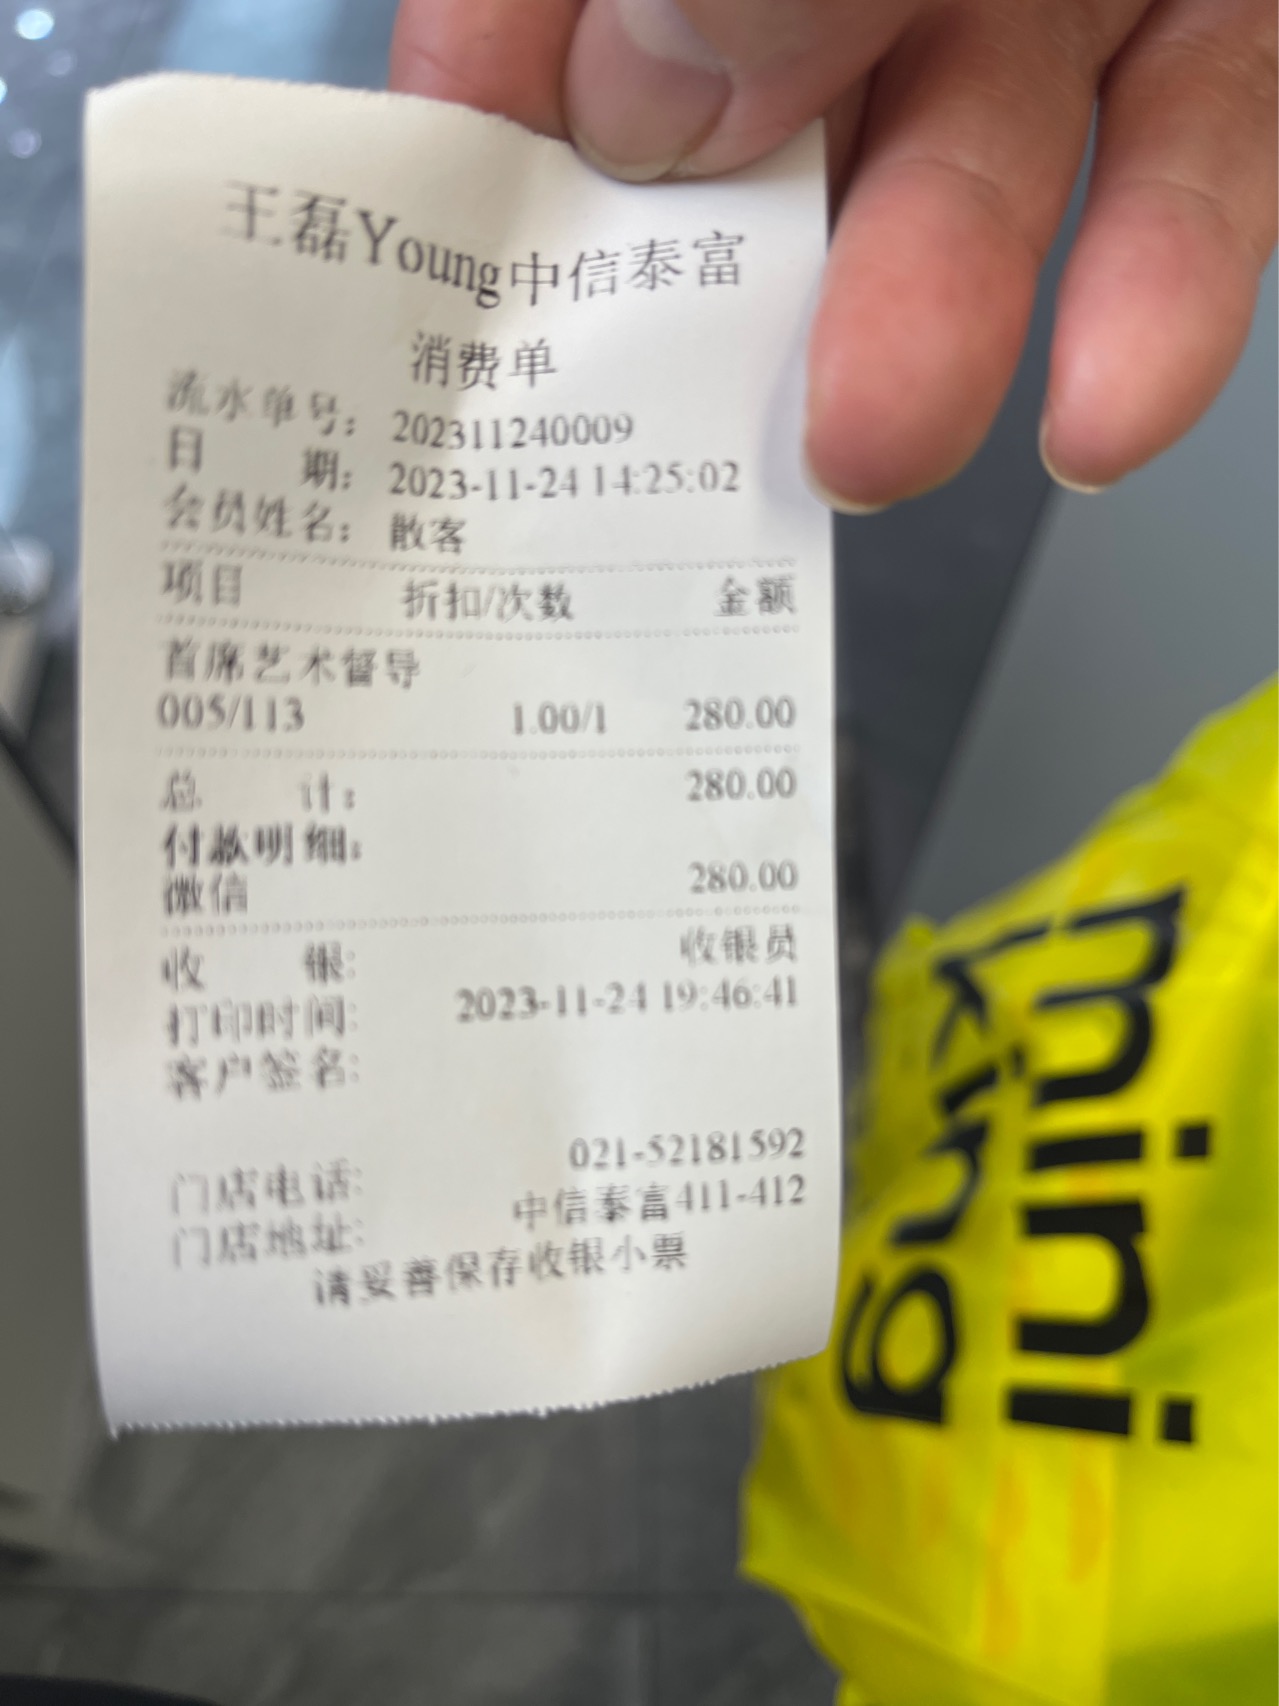 王磊Young中信泰富
消费单
流水单号： 202311240009
日 期： 2023-11-24 14:25:02
会员姓名： 散客
项目 折扣/次数 金额
首席艺术督导
005/113 1.00/1 280.00
总 计： 280.00
付款明细：
微信 280.00
收 银: 收银员
打印时间: 2023-11-24 19:46:41
客户签名:
门店电话: 021-52181592
门店地址: 中信泰富411-412
请妥善保存收银小票
mini
king